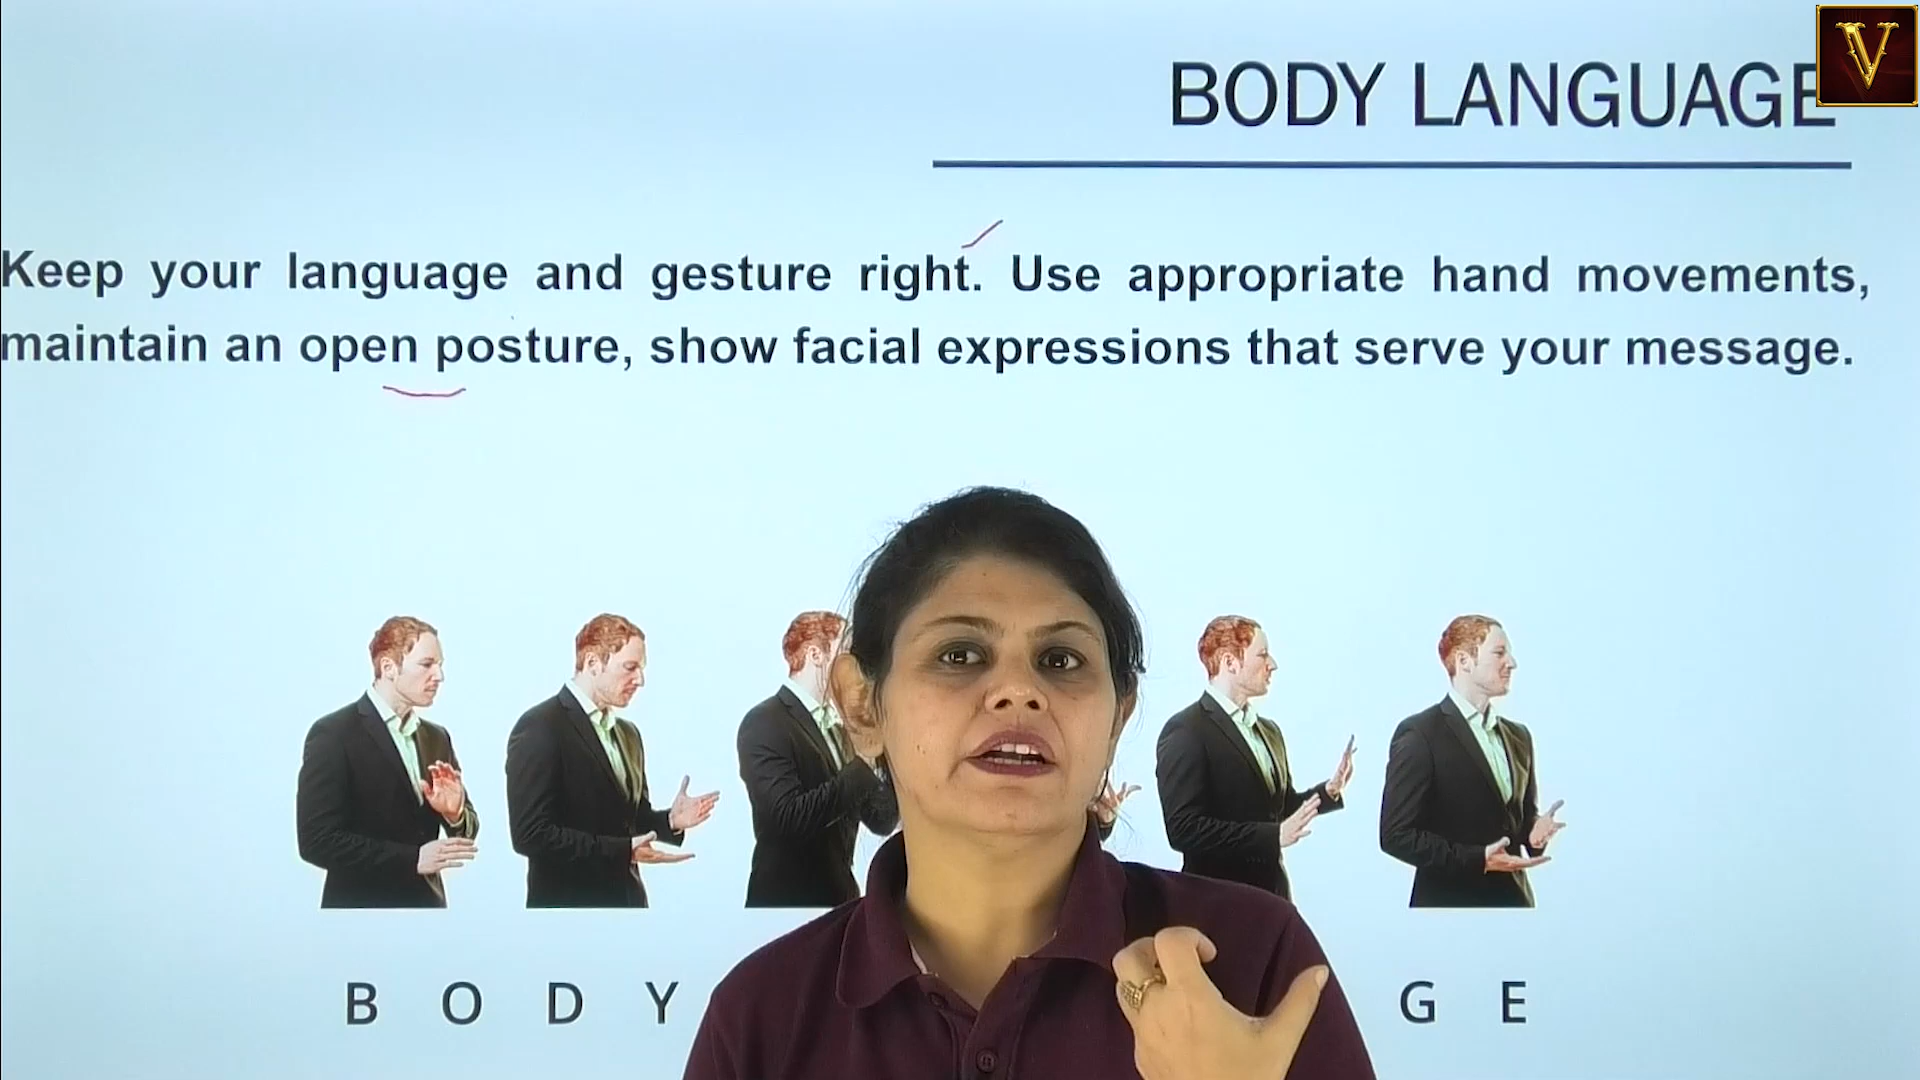 V
BODY LANGUAGE
Keep your language and gesture right. Use appropriate hand movements,
maintain an open posture, show facial expressions that serve your message.
B O D Y G E